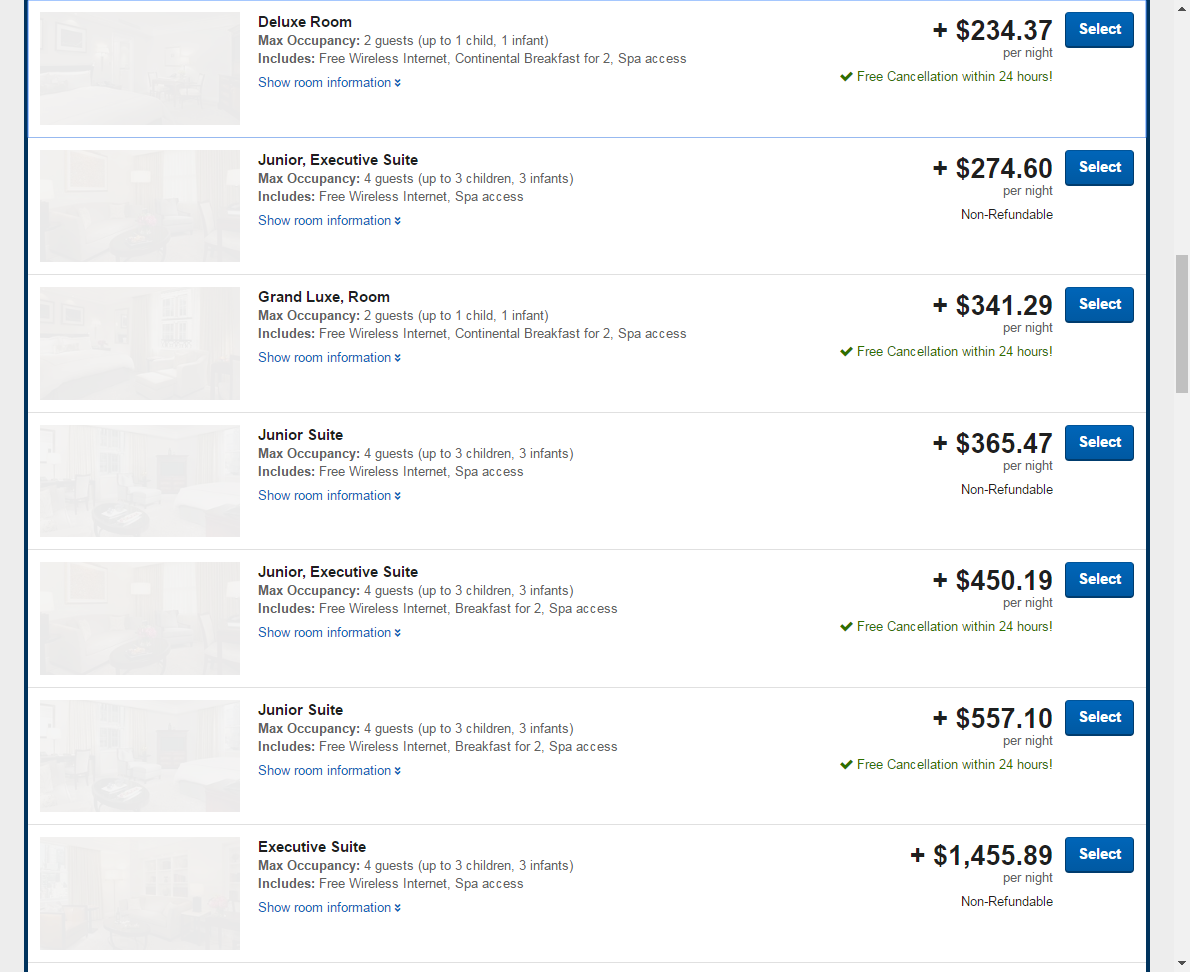 Deluxe Room
Max Occupancy: 2 guests (up to 1 child, 1 infant)
Includes: Free Wireless Internet, Continental Breakfast for 2, Spa access
Show room information
+ $234.37
per night
Free Cancellation within 24 hours!
Select
Junior, Executive Suite
Max Occupancy: 4 guests (up to 3 children, 3 infants)
Includes: Free Wireless Internet, Spa access
Show room information
+ $274.60
per night
Non-Refundable
Select
Grand Luxe, Room
Max Occupancy: 2 guests (up to 1 child, 1 infant)
Includes: Free Wireless Internet, Continental Breakfast for 2, Spa access
Show room information
+ $341.29
per night
Free Cancellation within 24 hours!
Select
Junior Suite
Max Occupancy: 4 guests (up to 3 children, 3 infants)
Includes: Free Wireless Internet, Spa access
Show room information
+ $365.47
per night
Non-Refundable
Select
Junior, Executive Suite
Max Occupancy: 4 guests (up to 3 children, 3 infants)
Includes: Free Wireless Internet, Breakfast for 2, Spa access
Show room information
+ $450.19
per night
Free Cancellation within 24 hours!
Select
Junior Suite
Max Occupancy: 4 guests (up to 3 children, 3 infants)
Includes: Free Wireless Internet, Breakfast for 2, Spa access
Show room information
+ $557.10
per night
Free Cancellation within 24 hours!
Select
Executive Suite
Max Occupancy: 4 guests (up to 3 children, 3 infants)
Includes: Free Wireless Internet, Spa access
Show room information
+ $1,455.89
per night
Non-Refundable
Select